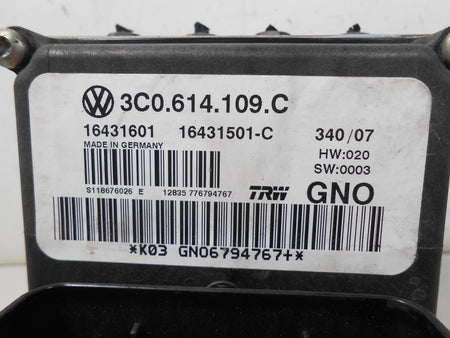 3C0.614.109.C
16431601 16431501-C 340/07
MADE IN GERMANY HW:020
SW:0003
S118676026 E 12835 776794767 TRW GNO
*K03 GNO6794767+*